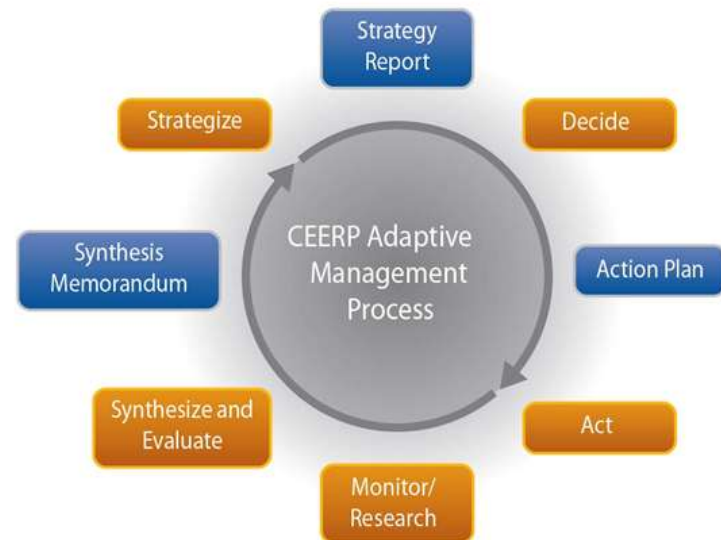 Strategy
Report
Strategize
Decide
CEERP Adaptive
Management
Process
Synthesis
Memorandum
Action Plan
Synthesize and
Evaluate
Act
Monitor/
Research